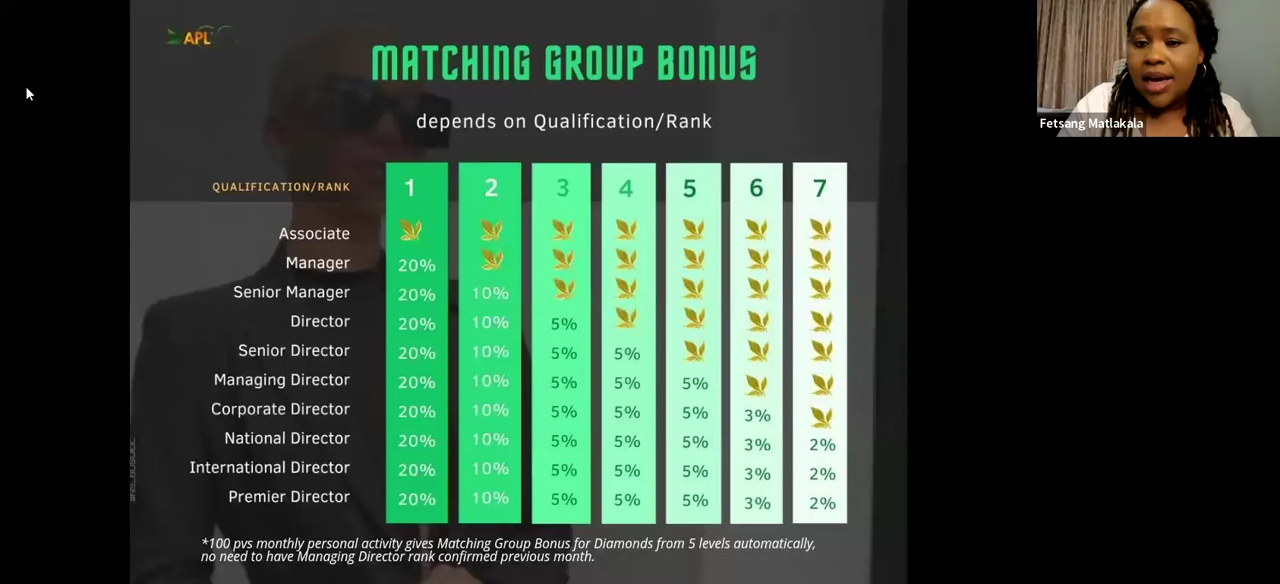 APL
MATCHING GROUP BONUS
depends on Qualification/Rank
Fetsang Matlakala
QUALIFICATION/RANK 1 2 3 4 5 6 7
Associate
Manager 20%
Senior Manager 20% 10%
Director 20% 10% 5%
Senior Director 20% 10% 5% 5%
Managing Director 20% 10% 5% 5% 5%
Corporate Director 20% 10% 5% 5% 5% 3%
National Director 20% 10% 5% 5% 5% 3% 2%
International Director 20% 10% 5% 5% 5% 3% 2%
Premier Director 20% 10% 5% 5% 5% 3% 2%
*100 pvs monthly personal activity gives Matching Group Bonus for Diamonds from 5 levels automatically,
no need to have Managing Director rank confirmed previous month.